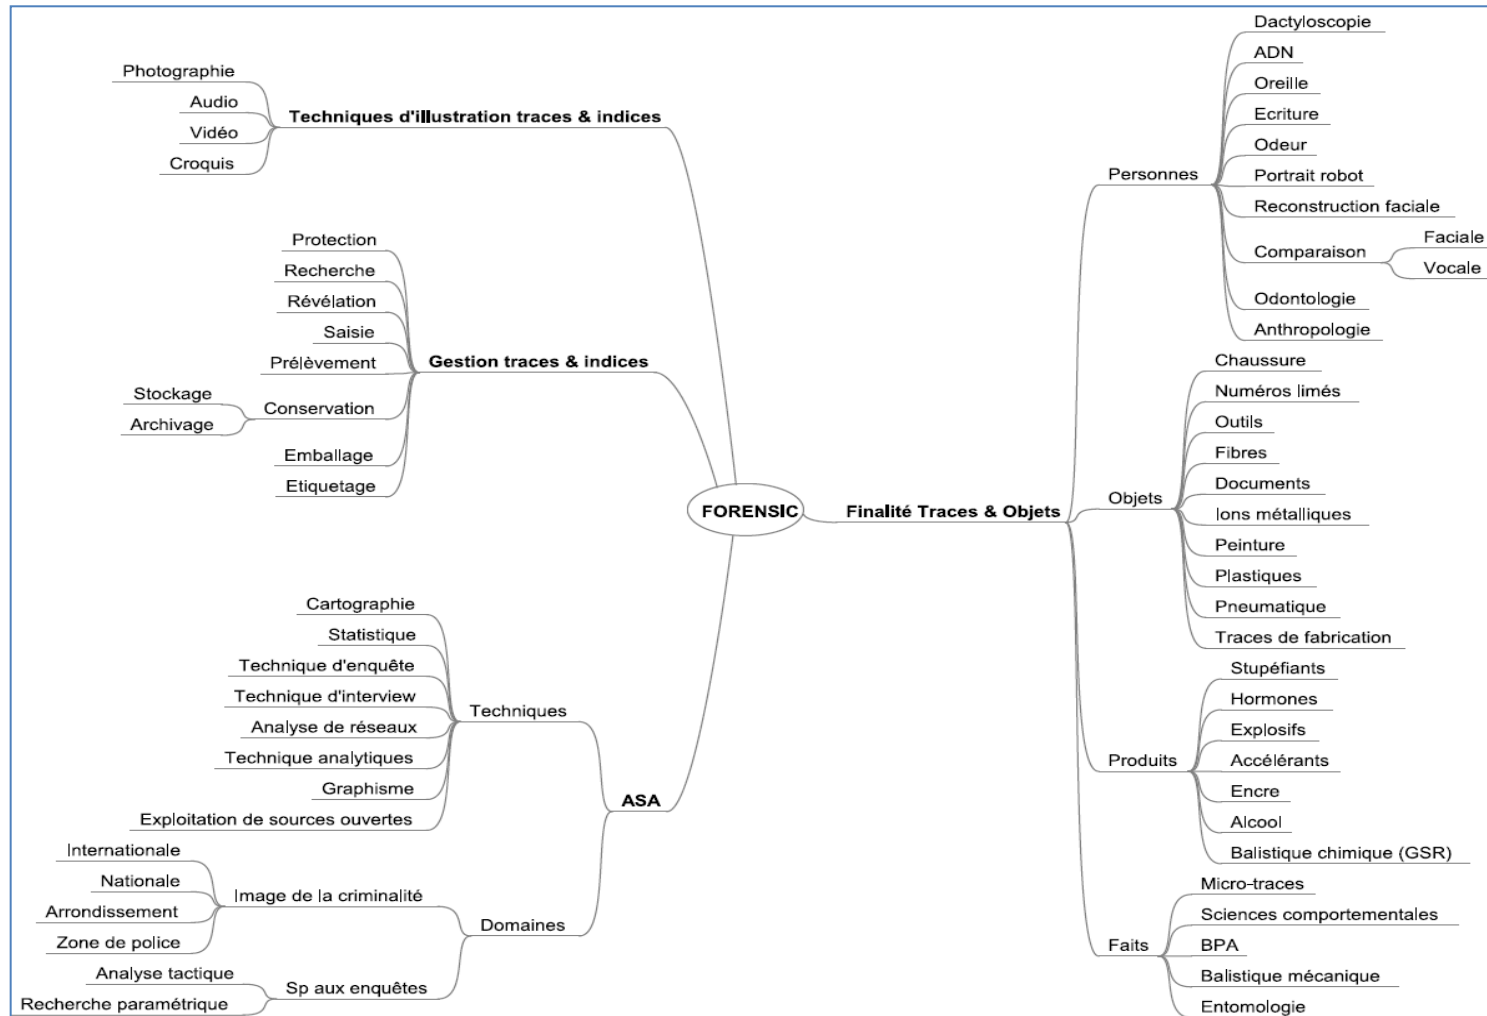 Photographie
Audio
Vidéo
Croquis
Techniques d'illustration traces & indices
Protection
Recherche
Révélation
Saisie
Prélèvement
Stockage
Archivage
Conservation
Emballage
Etiquetage
Gestion traces & indices
Cartographie
Statistique
Technique d'enquête
Technique d'interview
Analyse de réseaux
Technique analytiques
Graphisme
Exploitation de sources ouvertes
Techniques
ASA
Internationale
Nationale
Arrondissement
Zone de police
Image de la criminalité
Analyse tactique
Recherche paramétrique
Sp aux enquêtes
Domaines
FORENSIC
Finalité Traces & Objets
Personnes
Dactyloscopie
ADN
Oreille
Ecriture
Odeur
Portrait robot
Reconstruction faciale
Comparaison
Faciale
Vocale
Odontologie
Anthropologie
Objets
Chaussure
Numéros limés
Outils
Fibres
Documents
Ions métalliques
Peinture
Plastiques
Pneumatique
Traces de fabrication
Produits
Stupéfiants
Hormones
Explosifs
Accélérants
Encre
Alcool
Balistique chimique (GSR)
Faits
Micro-traces
Sciences comportementales
BPA
Balistique mécanique
Entomologie